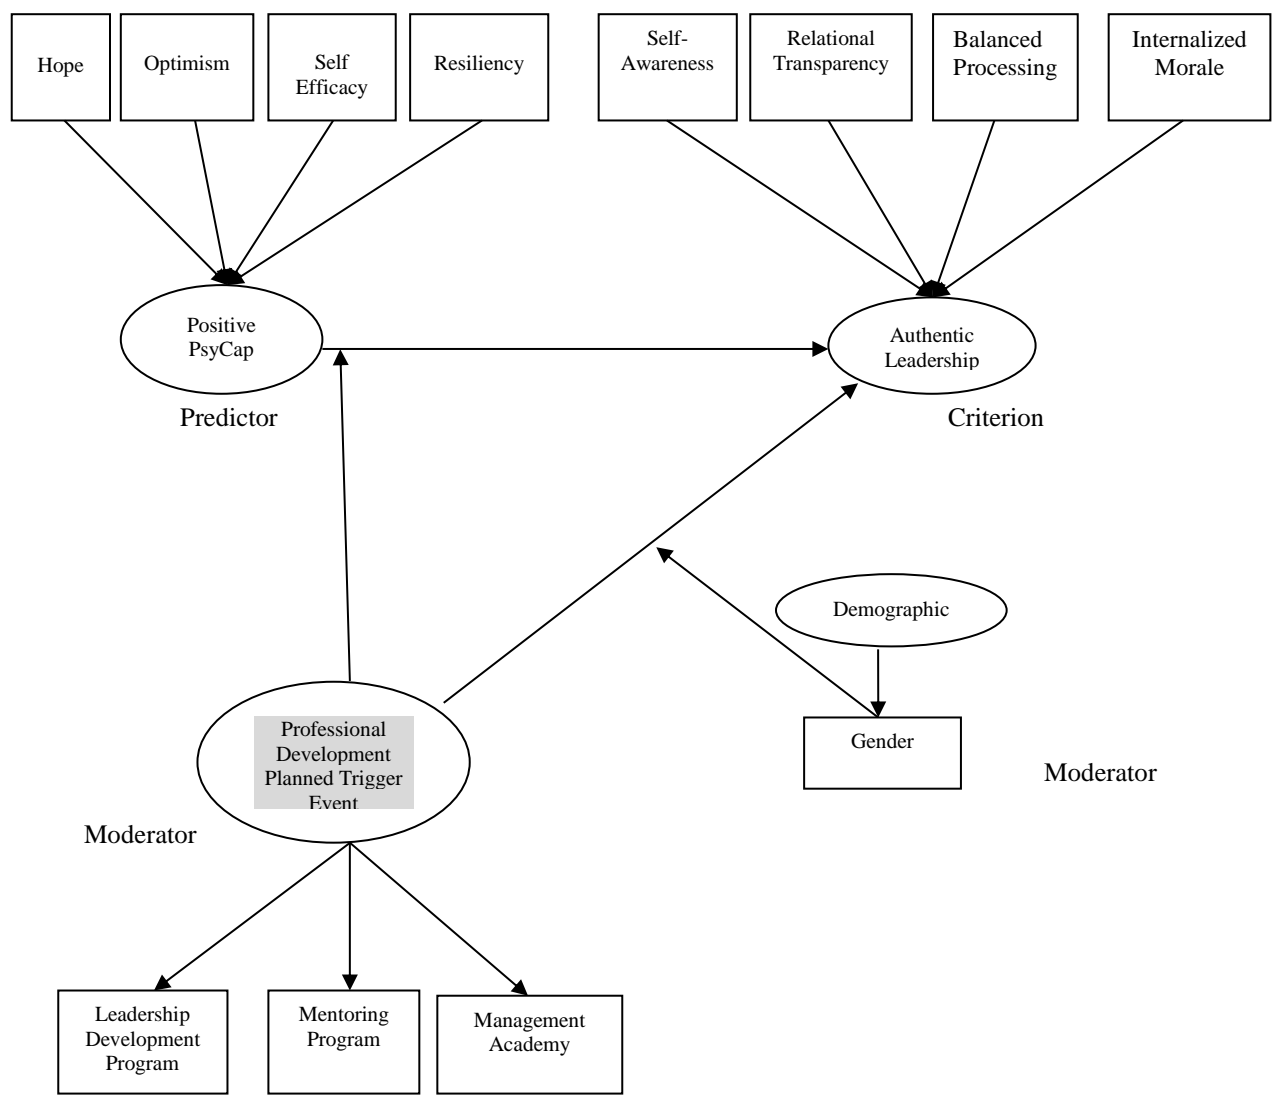 Hope
Optimism
Self
Efficacy
Resiliency
Self-
Awareness
Relational
Transparency
Balanced
Processing
Internalized
Morale
Positive
PsyCap
Authentic
Leadership
Predictor
Criterion
Demographic
Professional
Development
Planned Trigger
Event
Gender
Moderator
Moderator
Leadership
Development
Program
Mentoring
Program
Management
Academy